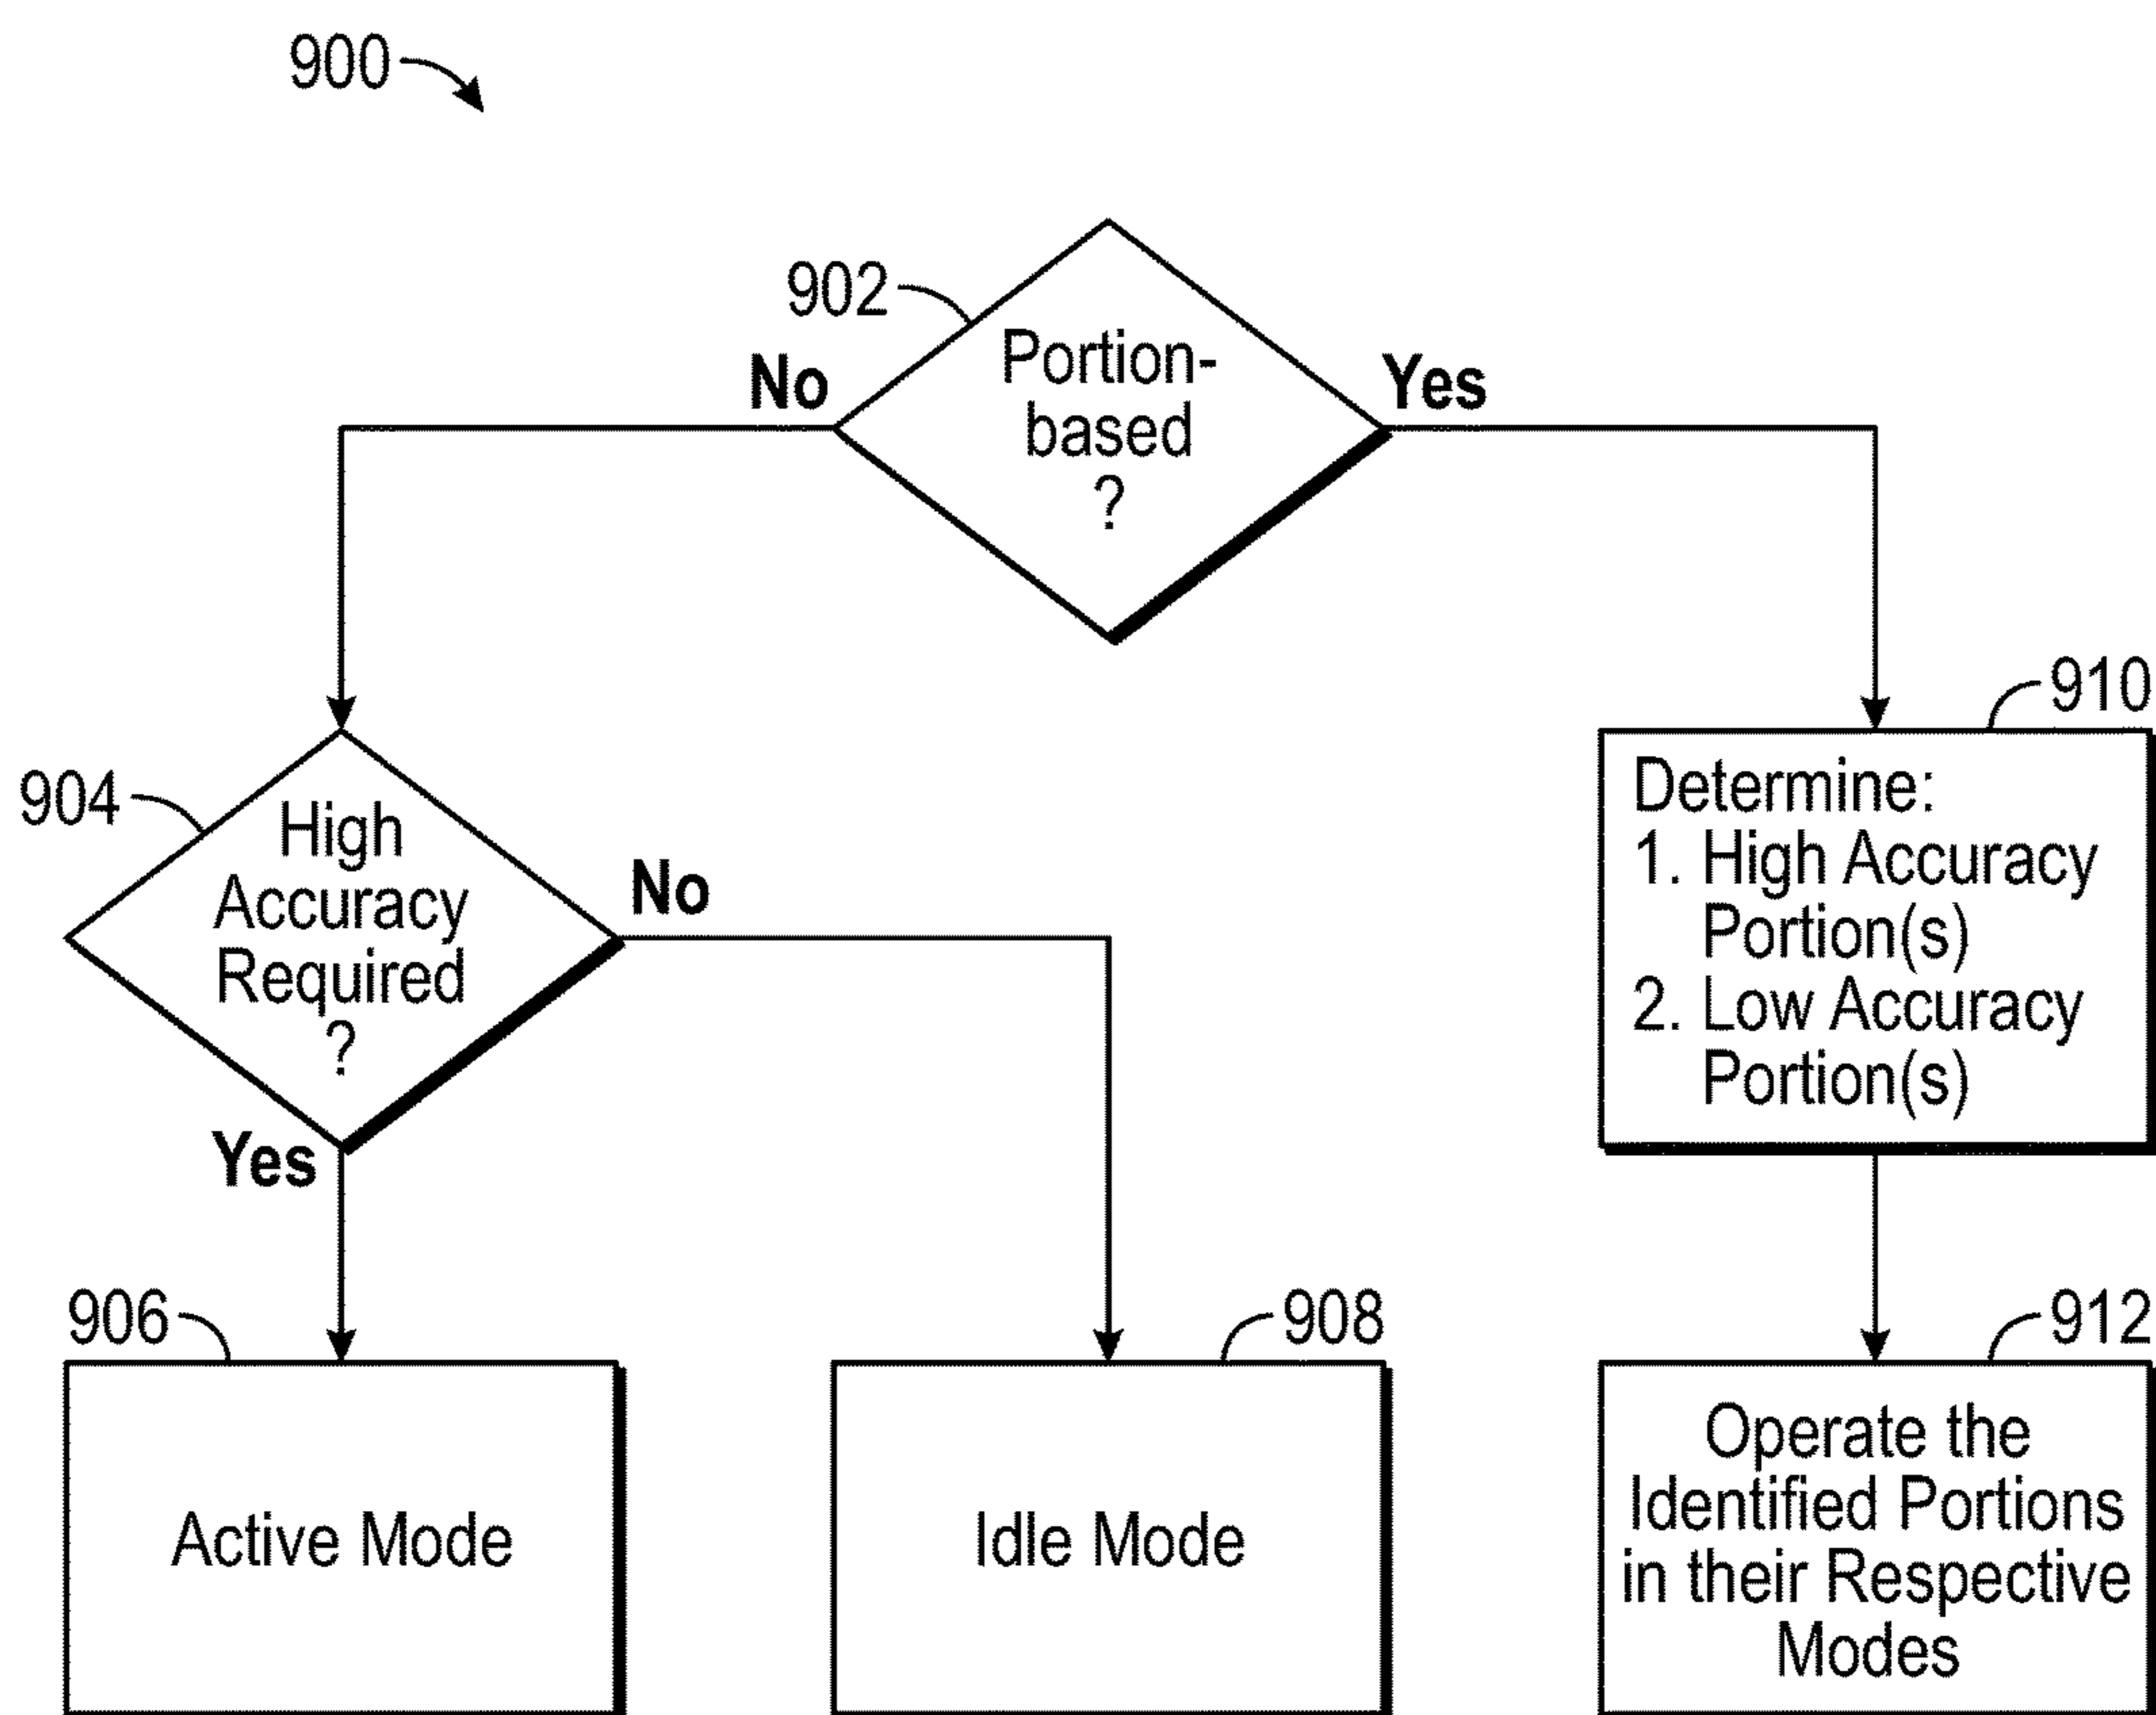 900
902
Portion-
based
?
No
Yes
904
High
Accuracy
Required
?
No
Yes
910
Determine:
1. High Accuracy
Portion(s)
2. Low Accuracy
Portion(s)
906
Active Mode
908
Idle Mode
912
Operate the
Identified Portions
in their Respective
Modes